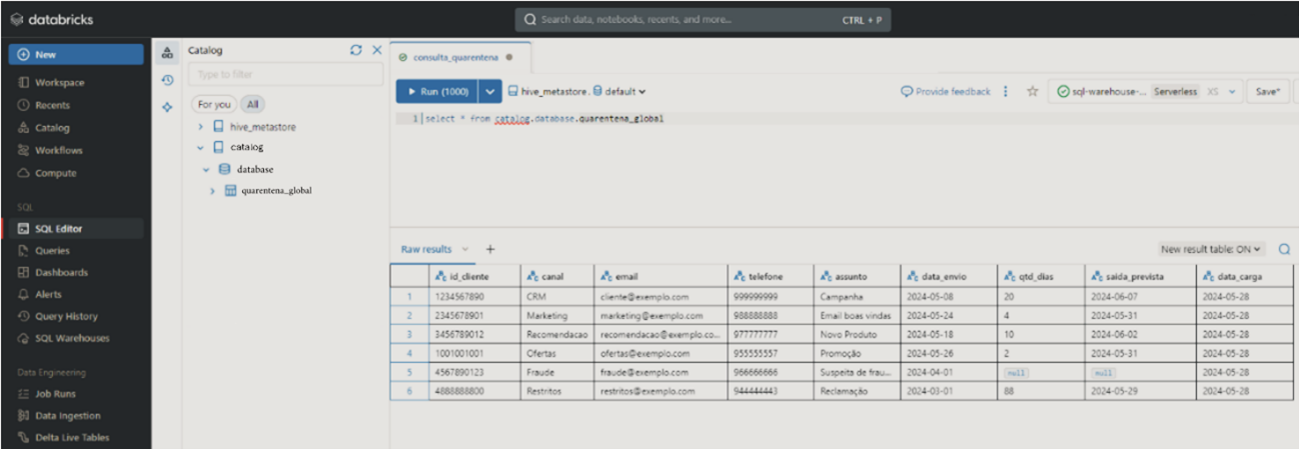 databricks
Search data, notebooks, recents, and more... CTRL + P
New
Workspace
Recents
Catalog
Workflows
Compute
SQL
SQL Editor
Queries
Dashboards
Alerts
Query History
SQL Warehouses
Data Engineering
Job Runs
Data Ingestion
Delta Live Tables
Catalog
Type to filter
For you All
hive_metastore
catalog
database
quarentena_global
consulta_quarentena
Run (1000) hive_metastore. default Provide feedback sql-warehouse-... Serverless XS Save*
1 select * from catalog.database.quarentena_global
Raw results + New result table: ON
id_cliente canal email telefone assunto data_envio qtd_dias saida_prevista data_carga
1 1234567890 CRM cliente@exemplo.com 999999999 Campanha 2024-05-08 20 2024-06-07 2024-05-28
2 2345678901 Marketing marketing@exemplo.com 988888888 Email boas vindas 2024-05-24 4 2024-05-31 2024-05-28
3 3456789012 Recomendacao recomendacao@exemplo.co... 977777777 Novo Produto 2024-05-18 10 2024-06-02 2024-05-28
4 1001001001 Ofertas ofertas@exemplo.com 955555557 Promoção 2024-05-26 2 2024-05-31 2024-05-28
5 4567890123 Fraude fraude@exemplo.com 966666666 Suspeita de frau... 2024-04-01 null null 2024-05-28
6 4888888800 Restritos restritos@exemplo.com 944444443 Reclamação 2024-03-01 88 2024-05-29 2024-05-28